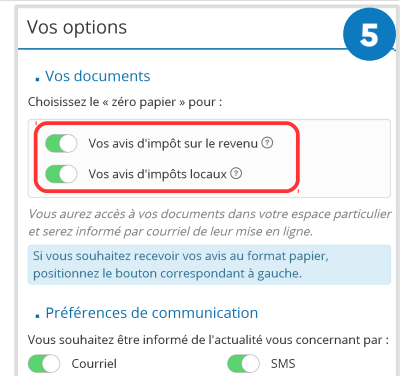 Vos options
5
Vos documents
Choisissez le « zéro papier » pour :
Vos avis d'impôt sur le revenu ?
Vos avis d'impôts locaux ?
Vous aurez accès à vos documents dans votre espace particulier
et serez informé par courriel de leur mise en ligne.
Si vous souhaitez recevoir vos avis au format papier,
positionnez le bouton correspondant à gauche.
Préférences de communication
Vous souhaitez être informé de l'actualité vous concernant par :
Courriel SMS